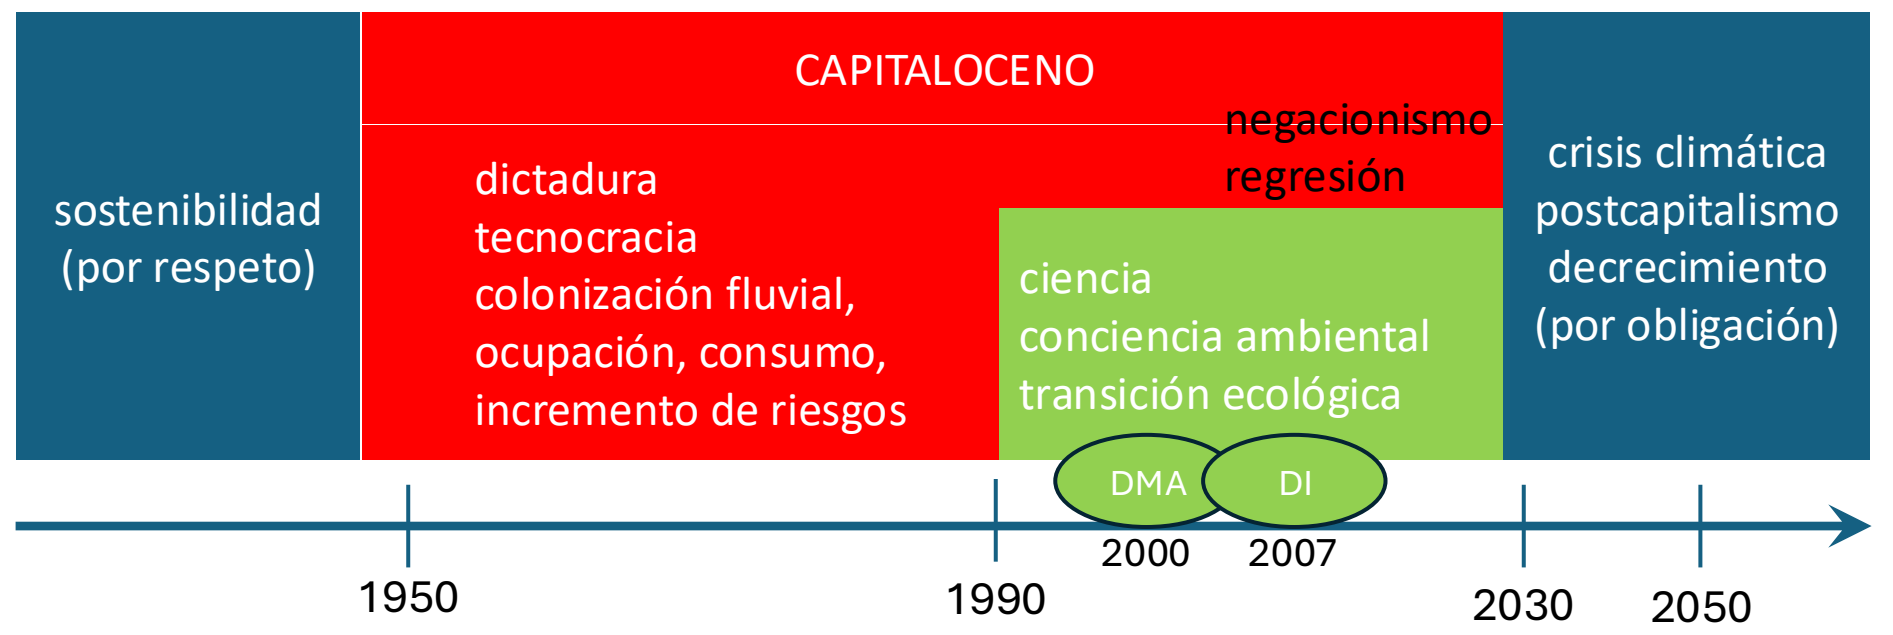 CAPITALOCENO
sostenibilidad
(por respeto)
dictadura
tecnocracia
colonización fluvial,
ocupación, consumo,
incremento de riesgos
negacionismo
regresión
ciencia
conciencia ambiental
transición ecológica
crisis climática
postcapitalismo
decrecimiento
(por obligación)
DMA
DI
2000
2007
1950
1990
2030
2050